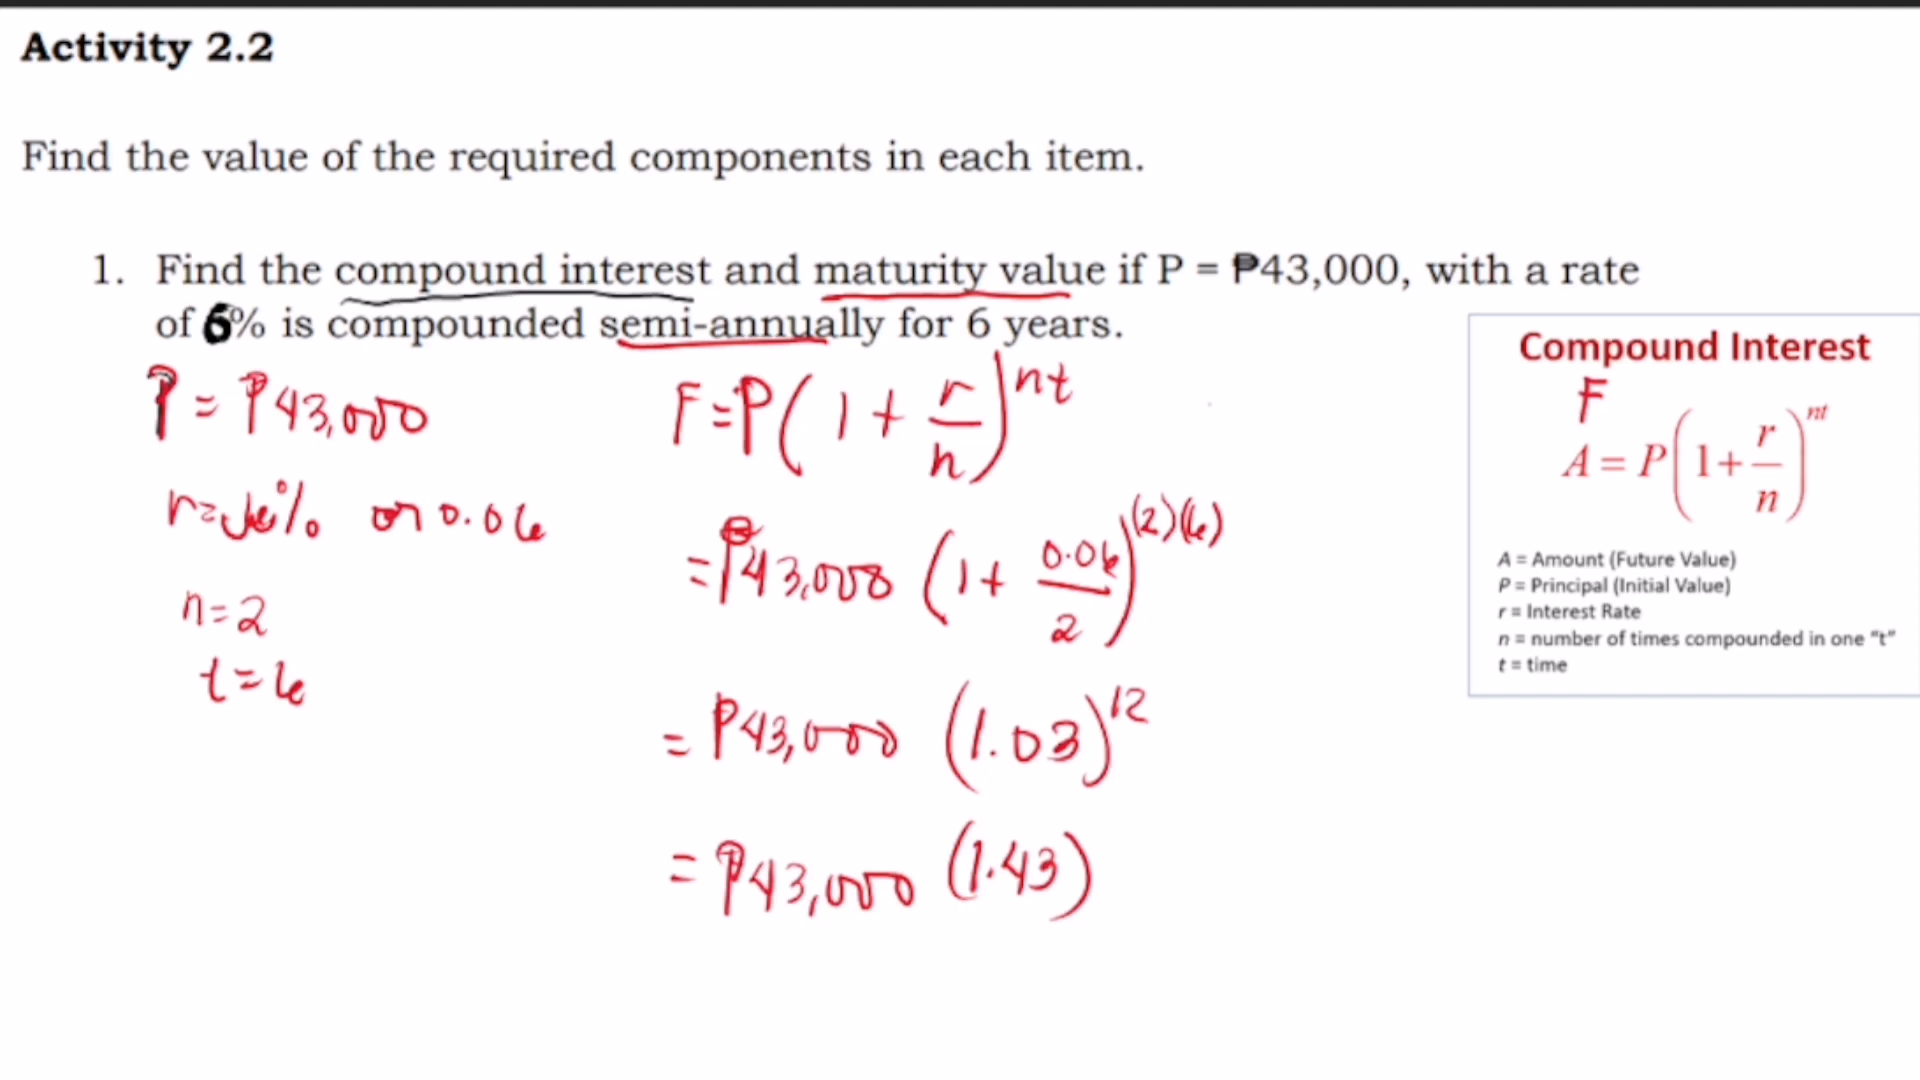 Activity 2.2
Find the value of the required components in each item.
1. Find the compound interest and maturity value if P = ₱43,000, with a rate
of 6% is compounded semi-annually for 6 years.
P = ₱43,000
r = 6% or 0.06
n = 2
t = 6
F = P(1 + r/n)^nt
= ₱43,000 (1 + 0.06/2)^(2)(6)
= ₱43,000 (1.03)^12
= ₱43,000 (1.43)
Compound Interest
F
A = P(1 + r/n)^nt
A = Amount (Future Value)
P = Principal (Initial Value)
r = Interest Rate
n = number of times compounded in one "t"
t = time